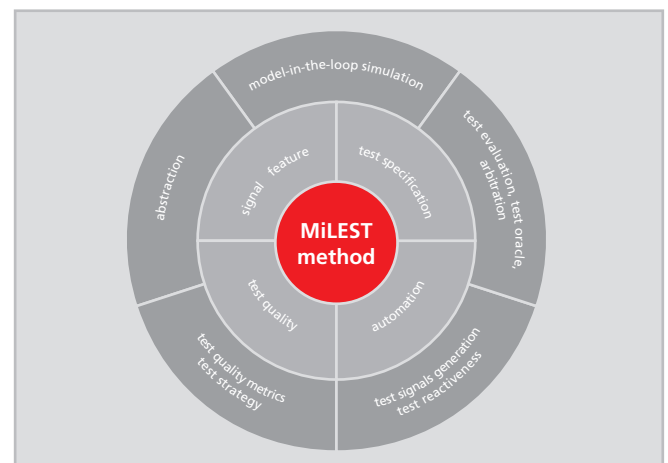 model-in-the-loop simulation
abstraction
signal feature
test specification
test evaluation, test oracle,
arbitration
MiLEST
method
test quality
automation
test quality metrics
test strategy
test signals generation
test reactiveness